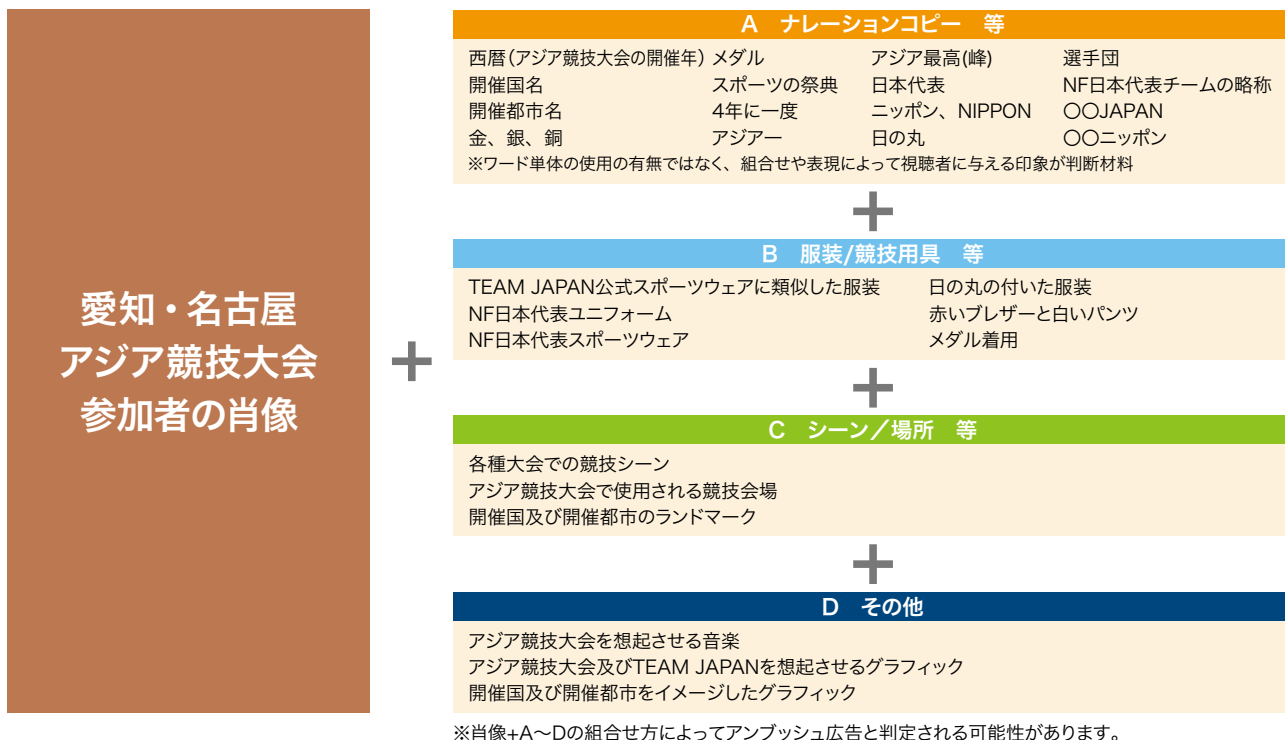 愛知・名古屋
アジア競技大会
参加者の肖像
A ナレーションコピー 等
西暦(アジア競技大会の開催年) メダル アジア最高(峰) 選手団
開催国名 スポーツの祭典 日本代表 NF日本代表チームの略称
開催都市名 4年に一度 ニッポン、NIPPON 〇〇JAPAN
金、銀、銅 アジア一 日の丸 〇〇ニッポン
※ワード単体の使用の有無ではなく、組合せや表現によって視聴者に与える印象が判断材料
B 服装/競技用具 等
TEAM JAPAN公式スポーツウェアに類似した服装 日の丸の付いた服装
NF日本代表ユニフォーム 赤いブレザーと白いパンツ
NF日本代表スポーツウェア メダル着用
C シーン/場所 等
各種大会での競技シーン
アジア競技大会で使用される競技会場
開催国及び開催都市のランドマーク
D その他
アジア競技大会を想起させる音楽
アジア競技大会及びTEAM JAPANを想起させるグラフィック
開催国及び開催都市をイメージしたグラフィック
※肖像+A〜Dの組合せ方によってアンブッシュ広告と判定される可能性があります。